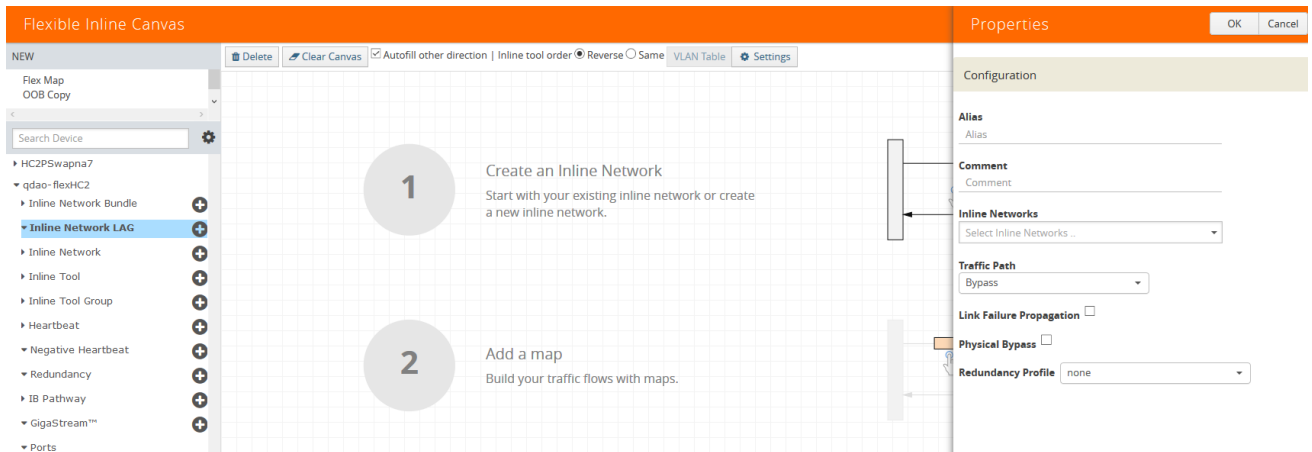 Flexible Inline Canvas
Properties
OK
Cancel
NEW
Flex Map
OOB Copy
Search Device
HC2PSwapna7
qdao-flexHC2
Inline Network Bundle
Inline Network LAG
Inline Network
Inline Tool
Inline Tool Group
Heartbeat
Negative Heartbeat
Redundancy
IB Pathway
GigaStream™
Ports
Delete
Clear Canvas
Autofill other direction | Inline tool order Reverse Same
VLAN Table
Settings
1
Create an Inline Network
Start with your existing inline network or create
a new inline network.
2
Add a map
Build your traffic flows with maps.
Configuration
Alias
Alias
Comment
Comment
Inline Networks
Select Inline Networks ..
Traffic Path
Bypass
Link Failure Propagation
Physical Bypass
Redundancy Profile none